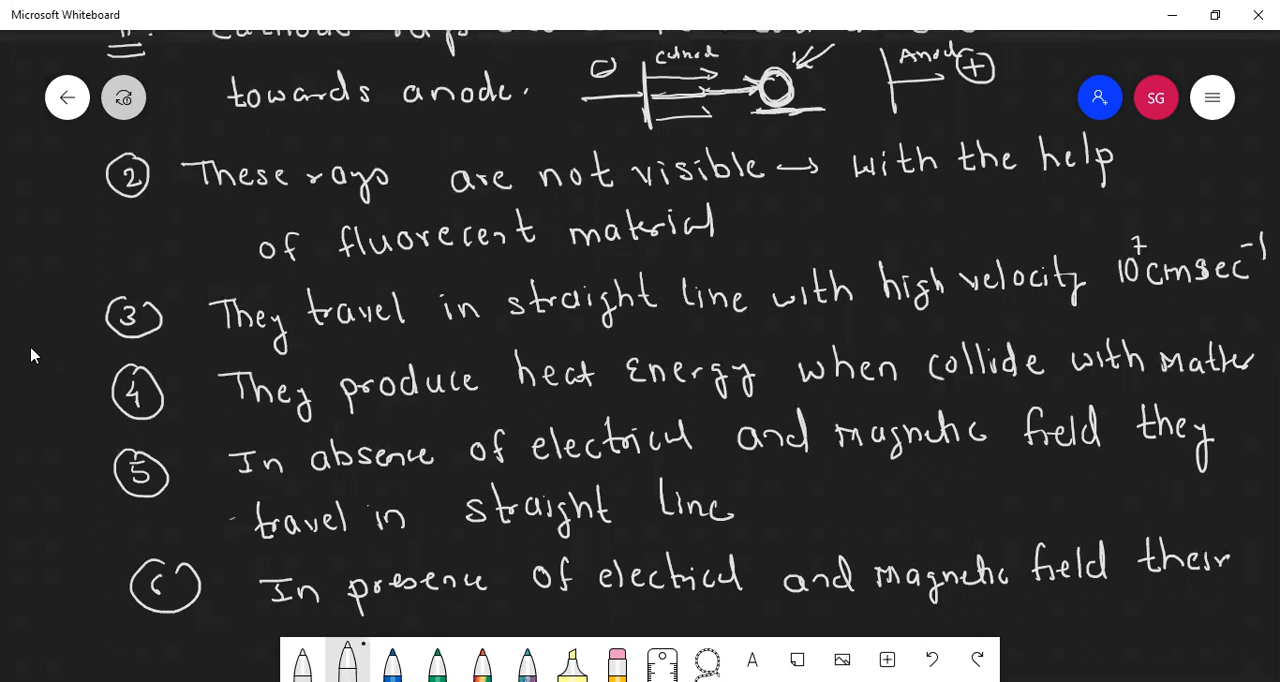 Microsoft Whiteboard
towards anode.
Cathod
Anod
SG
② These rays are not visible → with the help
of fluorecent material
③ They travel in straight line with high velocity 10⁷ cmsec⁻¹
④ They produce heat Energy when collide with Matter
⑤ In absence of electrical and magnetic field they
travel in straight line
⑥ In presence of electrical and magnetic field their
A